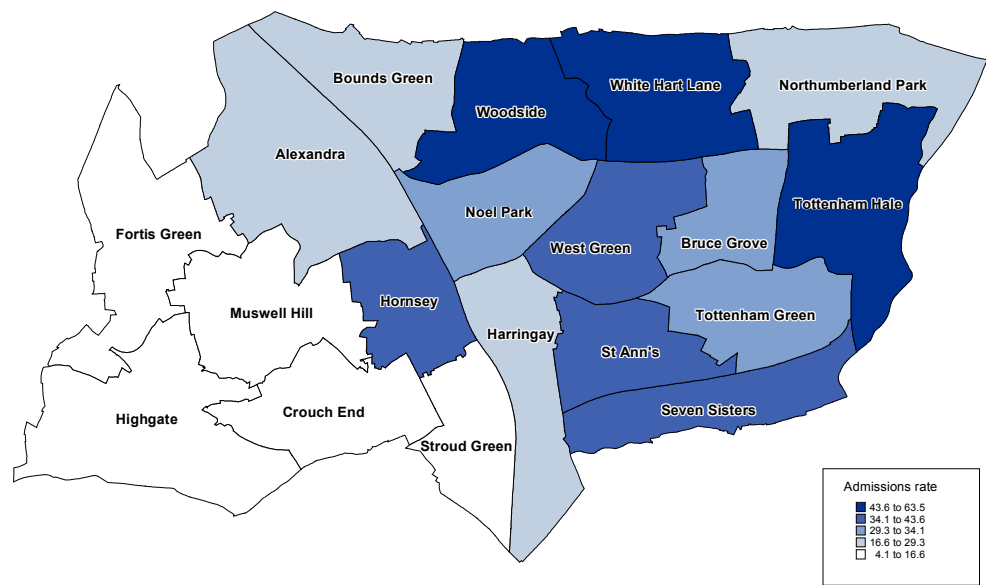 Bounds Green
Woodside
White Hart Lane
Northumberland Park
Alexandra
Noel Park
Tottenham Hale
Fortis Green
West Green
Bruce Grove
Hornsey
Muswell Hill
Harringay
Tottenham Green
St Ann's
Highgate
Crouch End
Seven Sisters
Stroud Green
Admissions rate
43.6 to 63.5
34.1 to 43.6
29.3 to 34.1
16.6 to 29.3
4.1 to 16.6